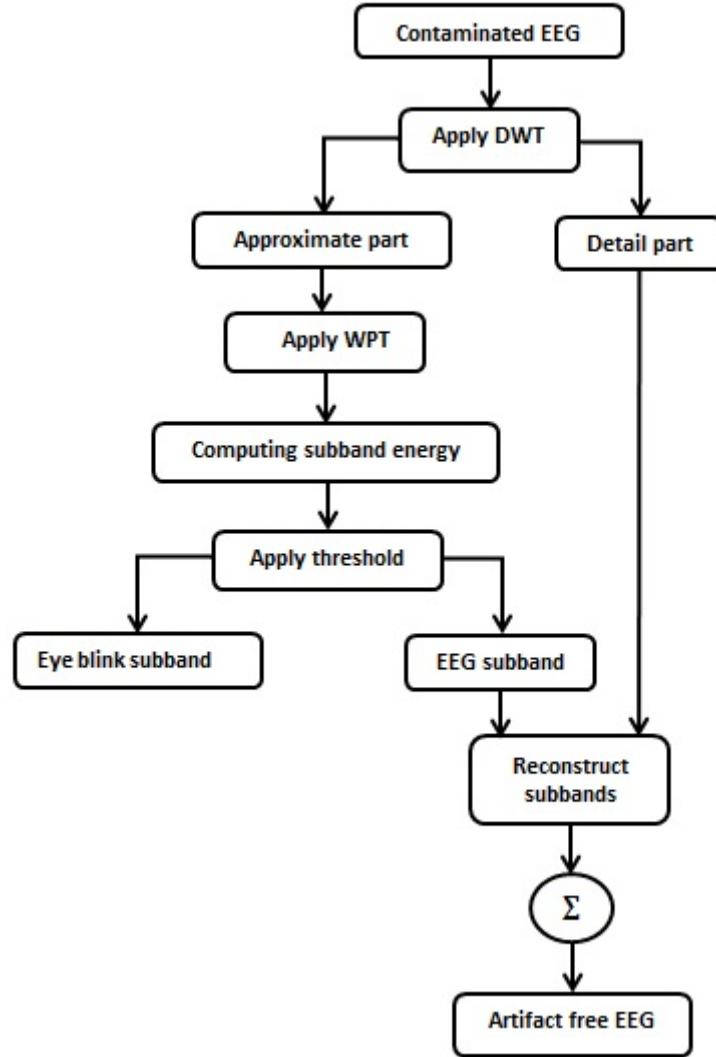 Contaminated EEG
Apply DWT
Approximate part
Detail part
Apply WPT
Computing subband energy
Apply threshold
Eye blink subband
EEG subband
Reconstruct
subbands
Σ
Artifact free EEG